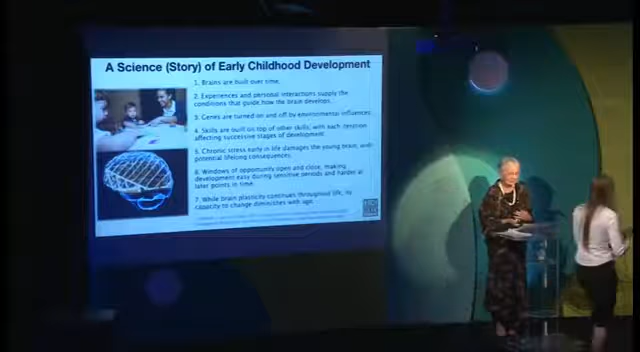 A Science (Story) of Early Childhood Development
1. Brains are built over time.
2. Experiences and personal interactions supply the
conditions that guide how the brain develops.
3. Genes are turned on and off by environmental influences.
4. Skills are built on top of other skills, with each iteration
affecting successive stages of development.
5. Chronic stress early in life damages the young brain, with
potential lifelong consequences.
6. Windows of opportunity open and close, making
development easy during sensitive periods and harder at
later points in time.
7. While brain plasticity continues throughout life, its
capacity to change diminishes with age.